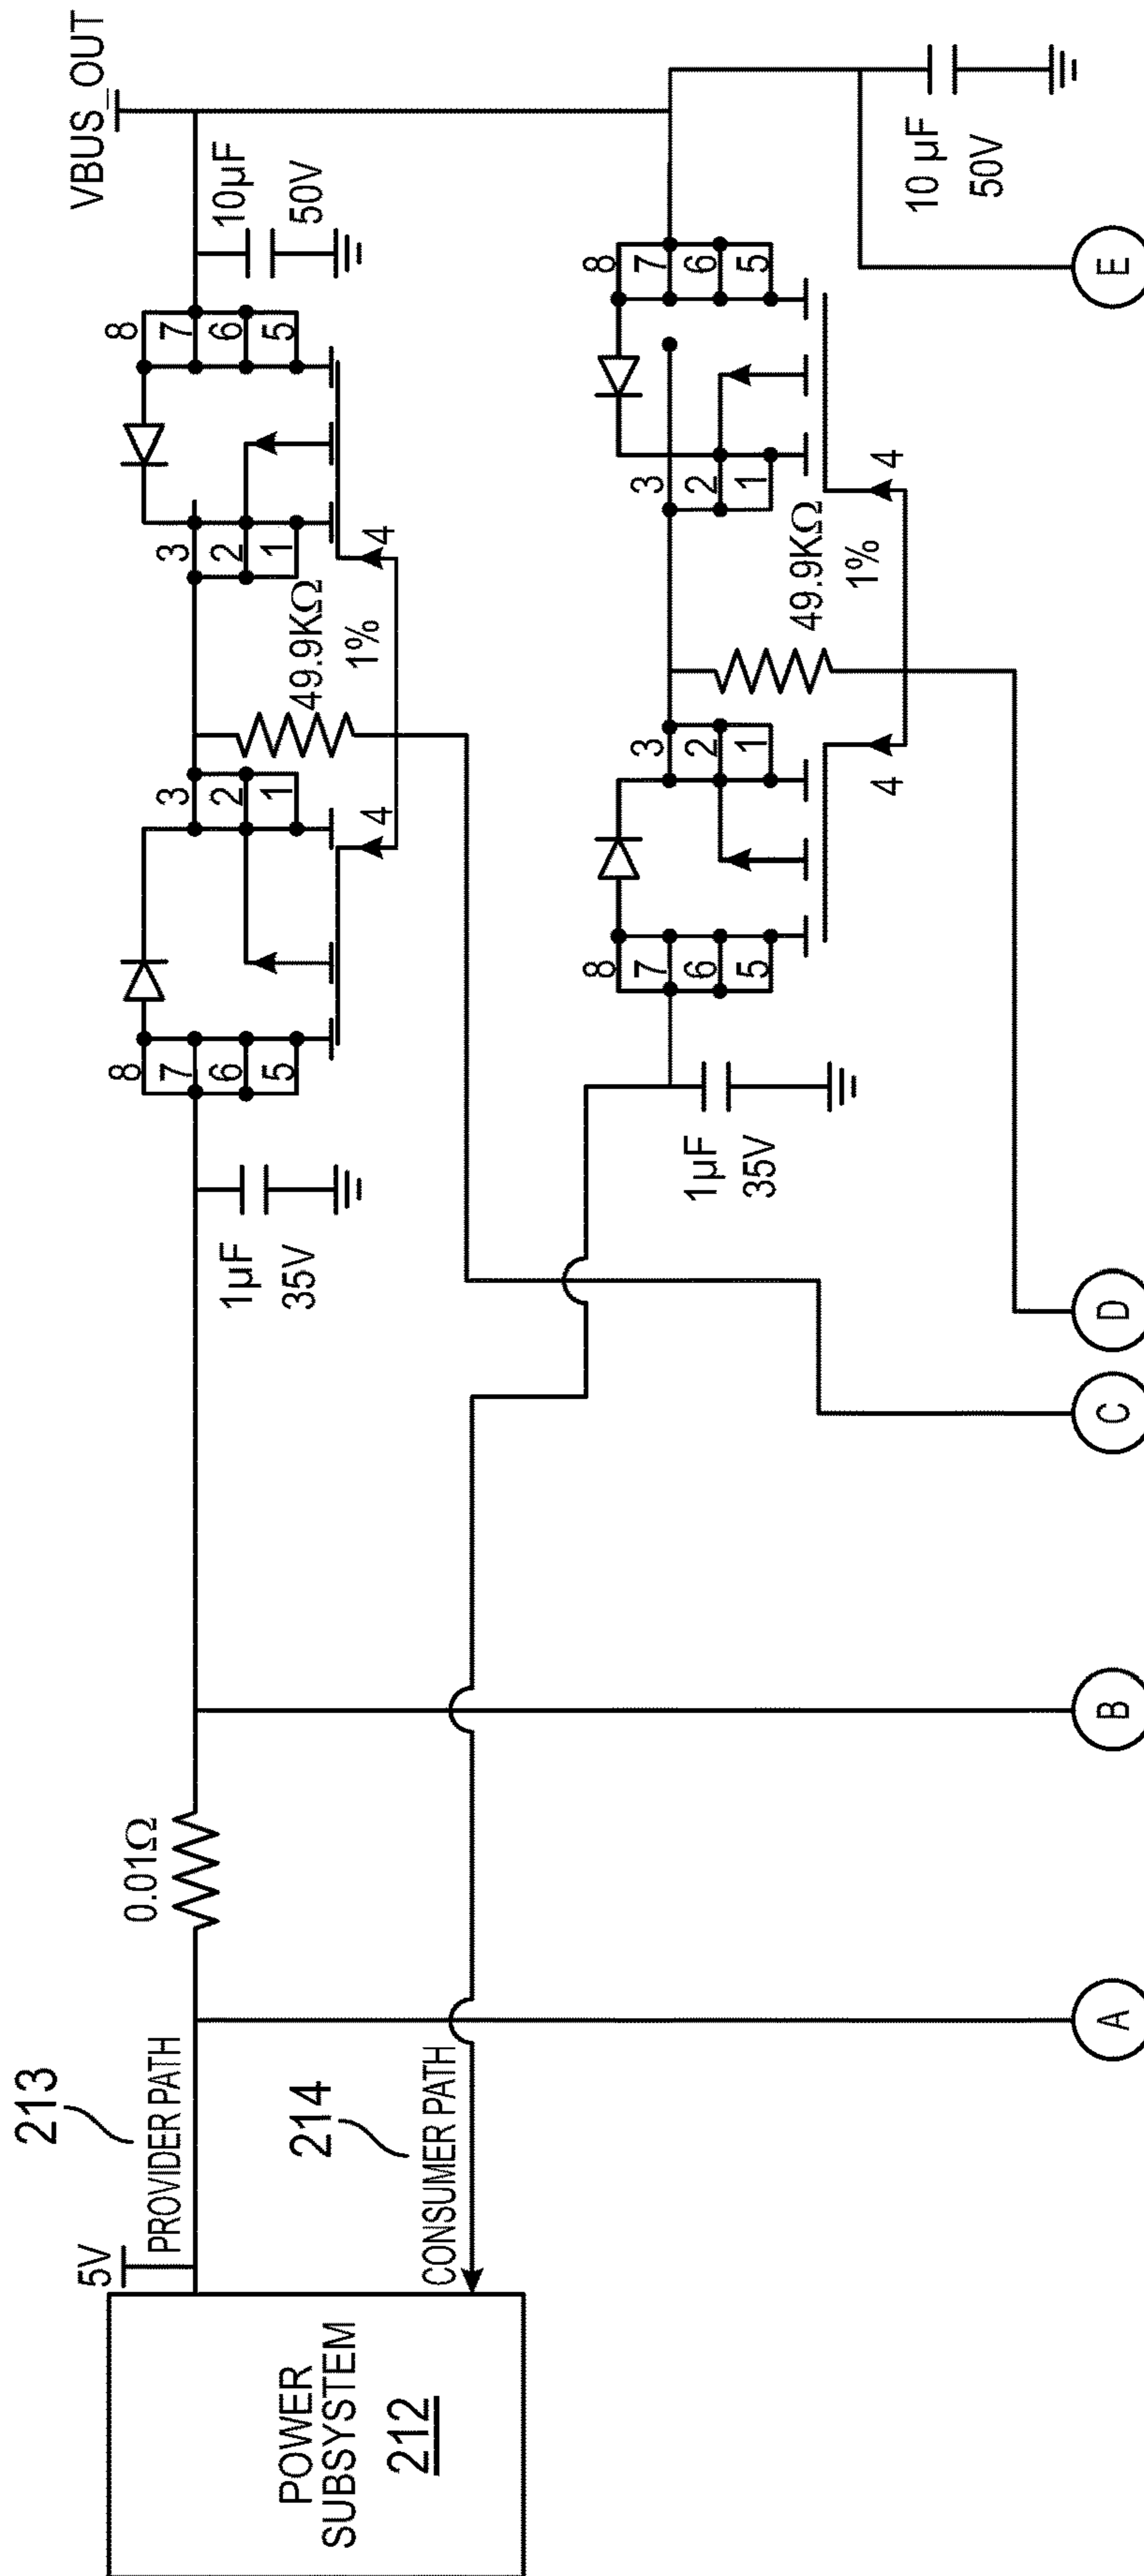 213
PROVIDER PATH
5V
0.01Ω
1µF
35V
8
7
6
5
3
2
1
4
49.9KΩ
1%
3
2
1
4
8
7
6
5
10µF
50V
VBUS_OUT
POWER
SUBSYSTEM
212
214
CONSUMER PATH
1µF
35V
8
7
6
5
3
2
1
4
49.9KΩ
1%
3
2
1
4
8
7
6
5
10 µF
50V
A
B
C
D
E